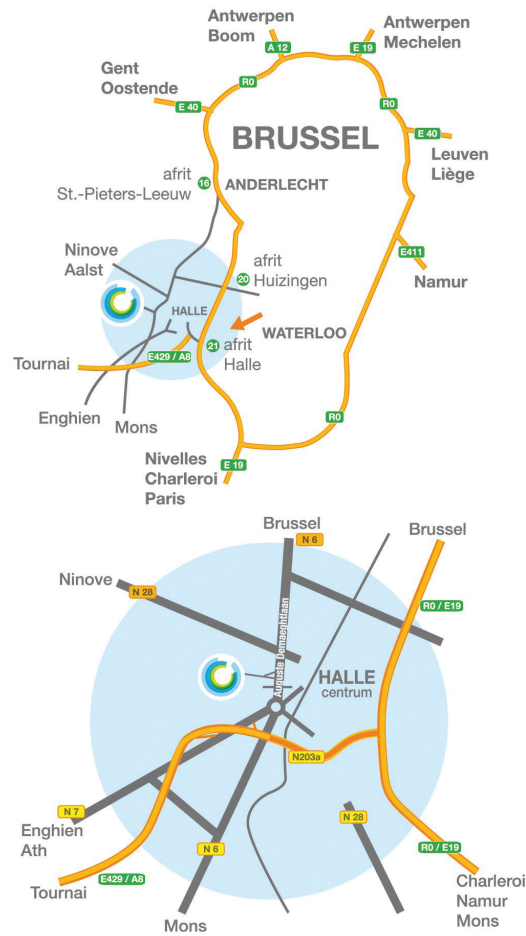 Antwerpen
Boom
Antwerpen
Mechelen
A 12
E 19
R0
R0
Gent
Oostende
E 40
BRUSSEL
E 40
Leuven
Liège
afrit
St.-Pieters-Leeuw
16
ANDERLECHT
Ninove
Aalst
afrit
Huizingen
20
E411
Namur
HALLE
WATERLOO
21
afrit
Halle
Tournai
E429 / A8
Enghien
Mons
R0
Nivelles
Charleroi
Paris
E 19
Brussel
N 6
Brussel
Ninove
N 28
R0 / E19
Auguste Demaeghtlaan
HALLE
centrum
N203a
N 7
Enghien
Ath
N 28
N 6
R0 / E19
E429 / A8
Tournai
Mons
Charleroi
Namur
Mons